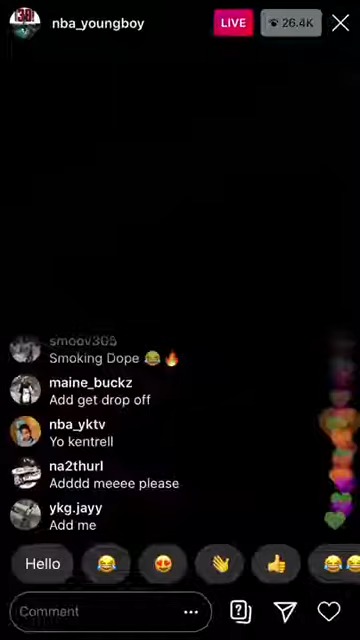 nba_youngboy LIVE 26.4K
smoov305
Smoking Dope 😂🔥
maine_buckz
Add get drop off
nba_yktv
Yo kentrell
na2thurl
Addddd meeee please
ykg.jayy
Add me
Hello 😂 😍 👋 👍 😂😂
Comment